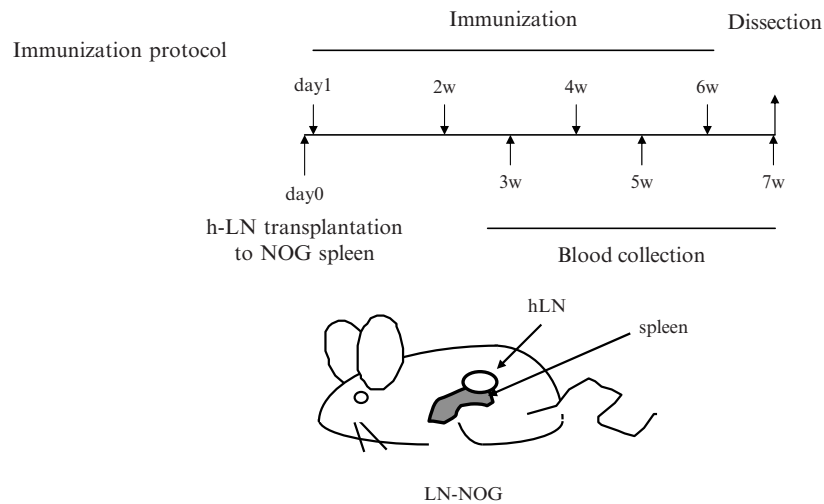 Immunization
Dissection
Immunization protocol
day1
2w
4w
6w
day0
3w
5w
7w
h-LN transplantation
to NOG spleen
Blood collection
hLN
spleen
LN-NOG